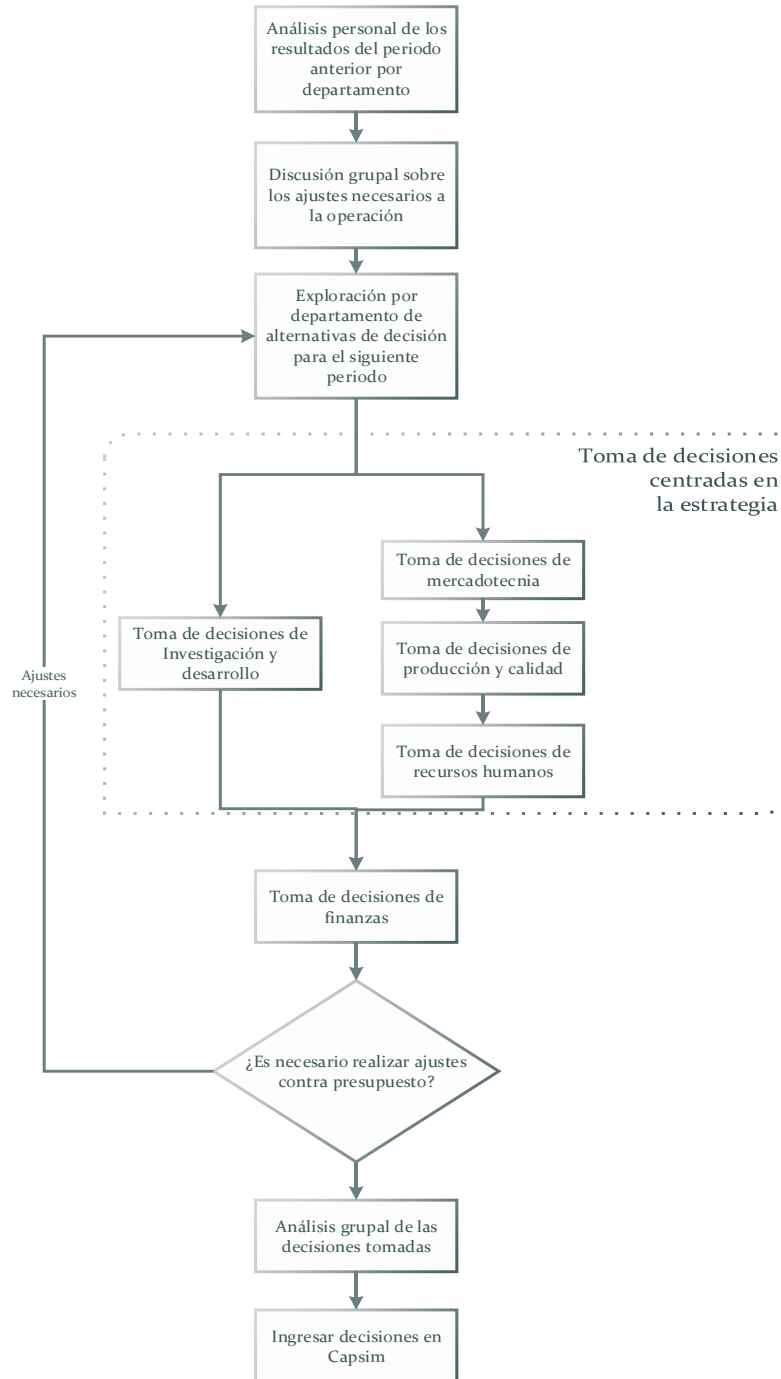 Análisis personal de los
resultados del periodo
anterior por
departamento
Discusión grupal sobre
los ajustes necesarios a
la operación
Exploración por
departamento de
alternativas de decisión
para el siguiente
periodo
Toma de decisiones
centradas en
la estrategia
Toma de decisiones de
mercadotecnia
Toma de decisiones de
Investigación y
desarrollo
Toma de decisiones de
producción y calidad
Ajustes
necesarios
Toma de decisiones de
recursos humanos
Toma de decisiones de
finanzas
¿Es necesario realizar ajustes
contra presupuesto?
Análisis grupal de las
decisiones tomadas
Ingresar decisiones en
Capsim